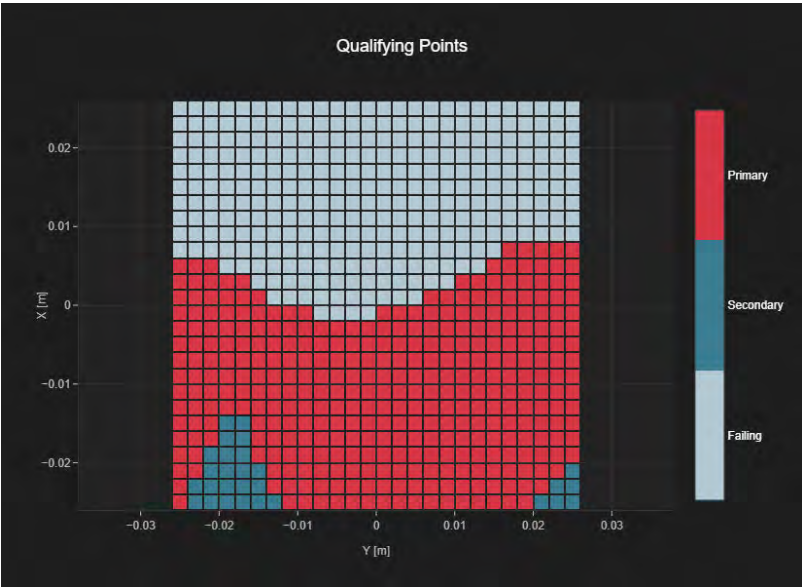 Qualifying Points
0.02
0.01
0
−0.01
−0.02
X [m]
−0.03
−0.02
−0.01
0
0.01
0.02
0.03
Y [m]
Primary
Secondary
Failing